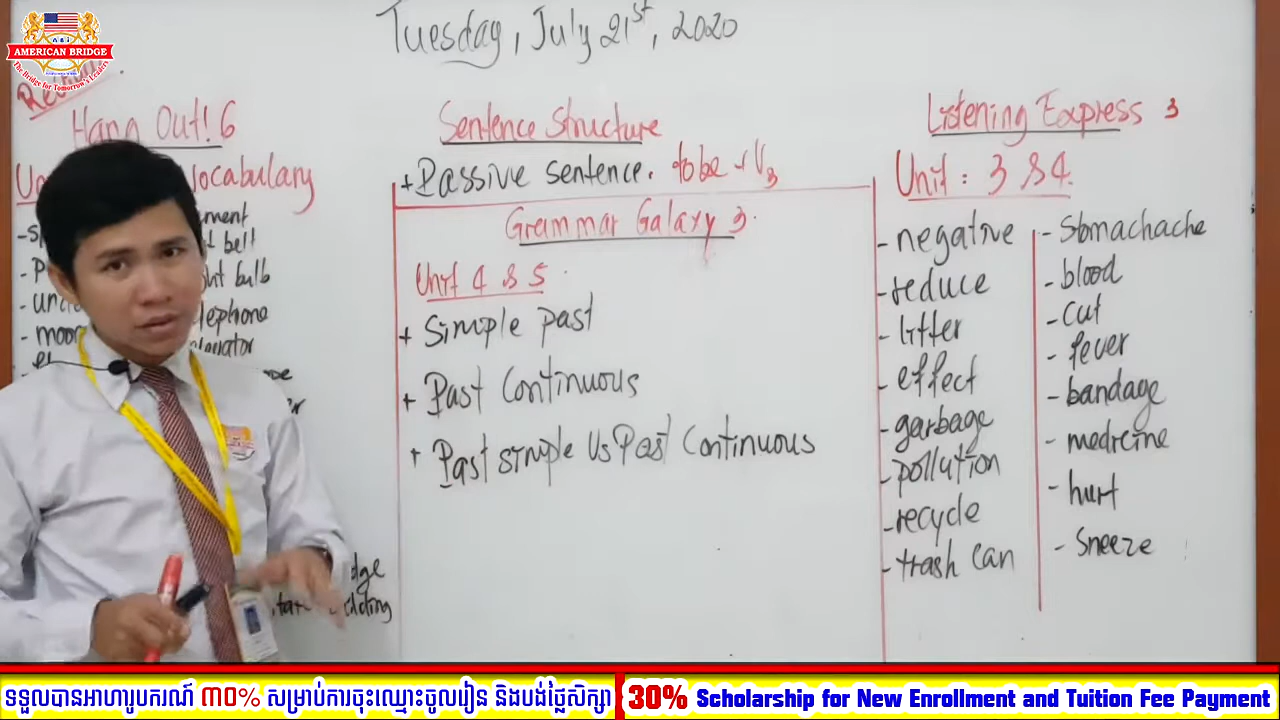 AMERICAN BRIDGE
The Bridge for Tomorrow's Leaders
Tuesday, July 21st, 2020
Hang Out! 6
Vocabulary
bulb
Sentence Structure
+ Passive sentence. to be + V3
Grammar Galaxy 3.
Unit 4 & 5
+ Simple past
+ Past Continuous
+ Past simple Vs Past Continuous
Listening Express 3
Unit : 3 & 4.
- negative
- reduce
- litter
- effect
- garbage
- pollution
- recycle
- trash can
- Stomachache
- blood
- cut
- fever
- bandage
- medicine
- hurt
- Sneeze
ទទួលបានអាហារូបករណ៍ ៣០% សម្រាប់ការចុះឈ្មោះចូលរៀន និងបង់ថ្លៃសិក្សា
30% Scholarship for New Enrollment and Tuition Fee Payment